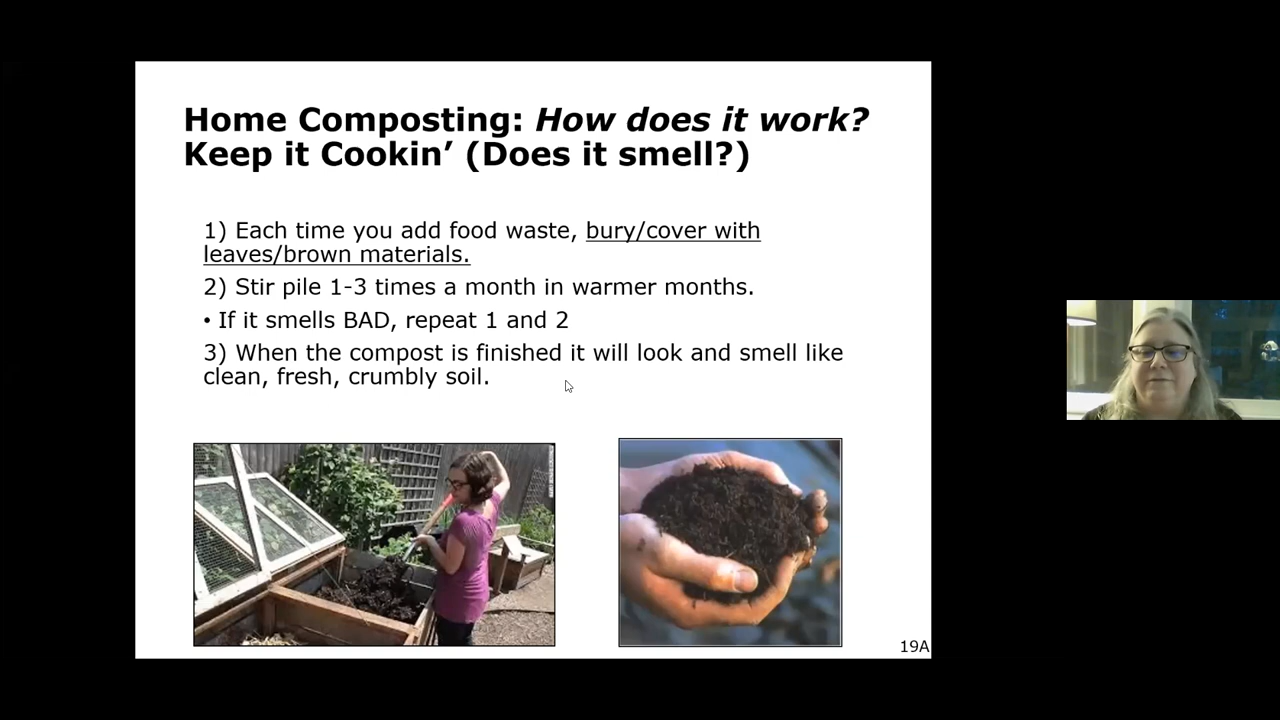 Home Composting: How does it work?
Keep it Cookin’ (Does it smell?)
1) Each time you add food waste, bury/cover with
leaves/brown materials.
2) Stir pile 1-3 times a month in warmer months.
• If it smells BAD, repeat 1 and 2
3) When the compost is finished it will look and smell like
clean, fresh, crumbly soil.
19A